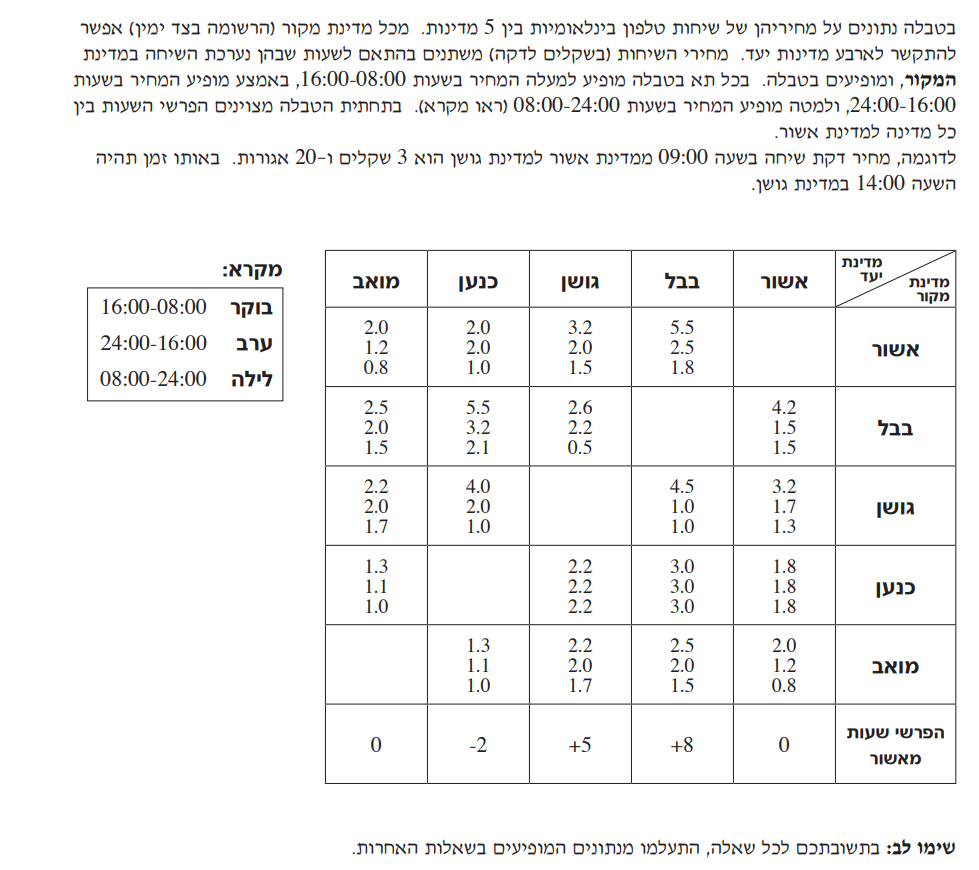 בטבלה נתונים על מחיריהן של שיחות טלפון בינלאומיות בין 5 מדינות. מכל מדינת מקור (הרשומה בצד ימין) אפשר
להתקשר לארבע מדינות יעד. מחירי השיחות (בשקלים לדקה) משתנים בהתאם לשעות שבהן נערכת השיחה במדינת
המקור, ומופיעים בטבלה. בכל תא בטבלה מופיע למעלה המחיר בשעות 16:00-08:00, באמצע מופיע המחיר בשעות
24:00-16:00, ולמטה מופיע המחיר בשעות 08:00-24:00 (ראו מקרא). בתחתית הטבלה מצוינים הפרשי השעות בין
כל מדינה למדינת אשור.
לדוגמה, מחיר דקת שיחה בשעה 09:00 ממדינת אשור למדינת גושן הוא 3 שקלים ו-20 אגורות. באותו זמן תהיה
השעה 14:00 במדינת גושן.
מדינת יעד
מדינת מקור
אשור בבל גושן כנען מואב
אשור
5.5 3.2 2.0 2.0
2.5 2.0 2.0 1.2
1.8 1.5 1.0 0.8
בבל
4.2 2.6 5.5 2.5
1.5 2.2 3.2 2.0
1.5 0.5 2.1 1.5
גושן
3.2 4.5 4.0 2.2
1.7 1.0 2.0 2.0
1.3 1.0 1.0 1.7
כנען
1.8 3.0 2.2 1.3
1.8 3.0 2.2 1.1
1.8 3.0 2.2 1.0
מואב
2.0 2.5 2.2 1.3
1.2 2.0 2.0 1.1
0.8 1.5 1.7 1.0
הפרשי שעות
מאשור
0 +8 +5 -2 0
מקרא:
בוקר 16:00-08:00
ערב 24:00-16:00
לילה 08:00-24:00
שימו לב: בתשובתכם לכל שאלה, התעלמו מנתונים המופיעים בשאלות האחרות.